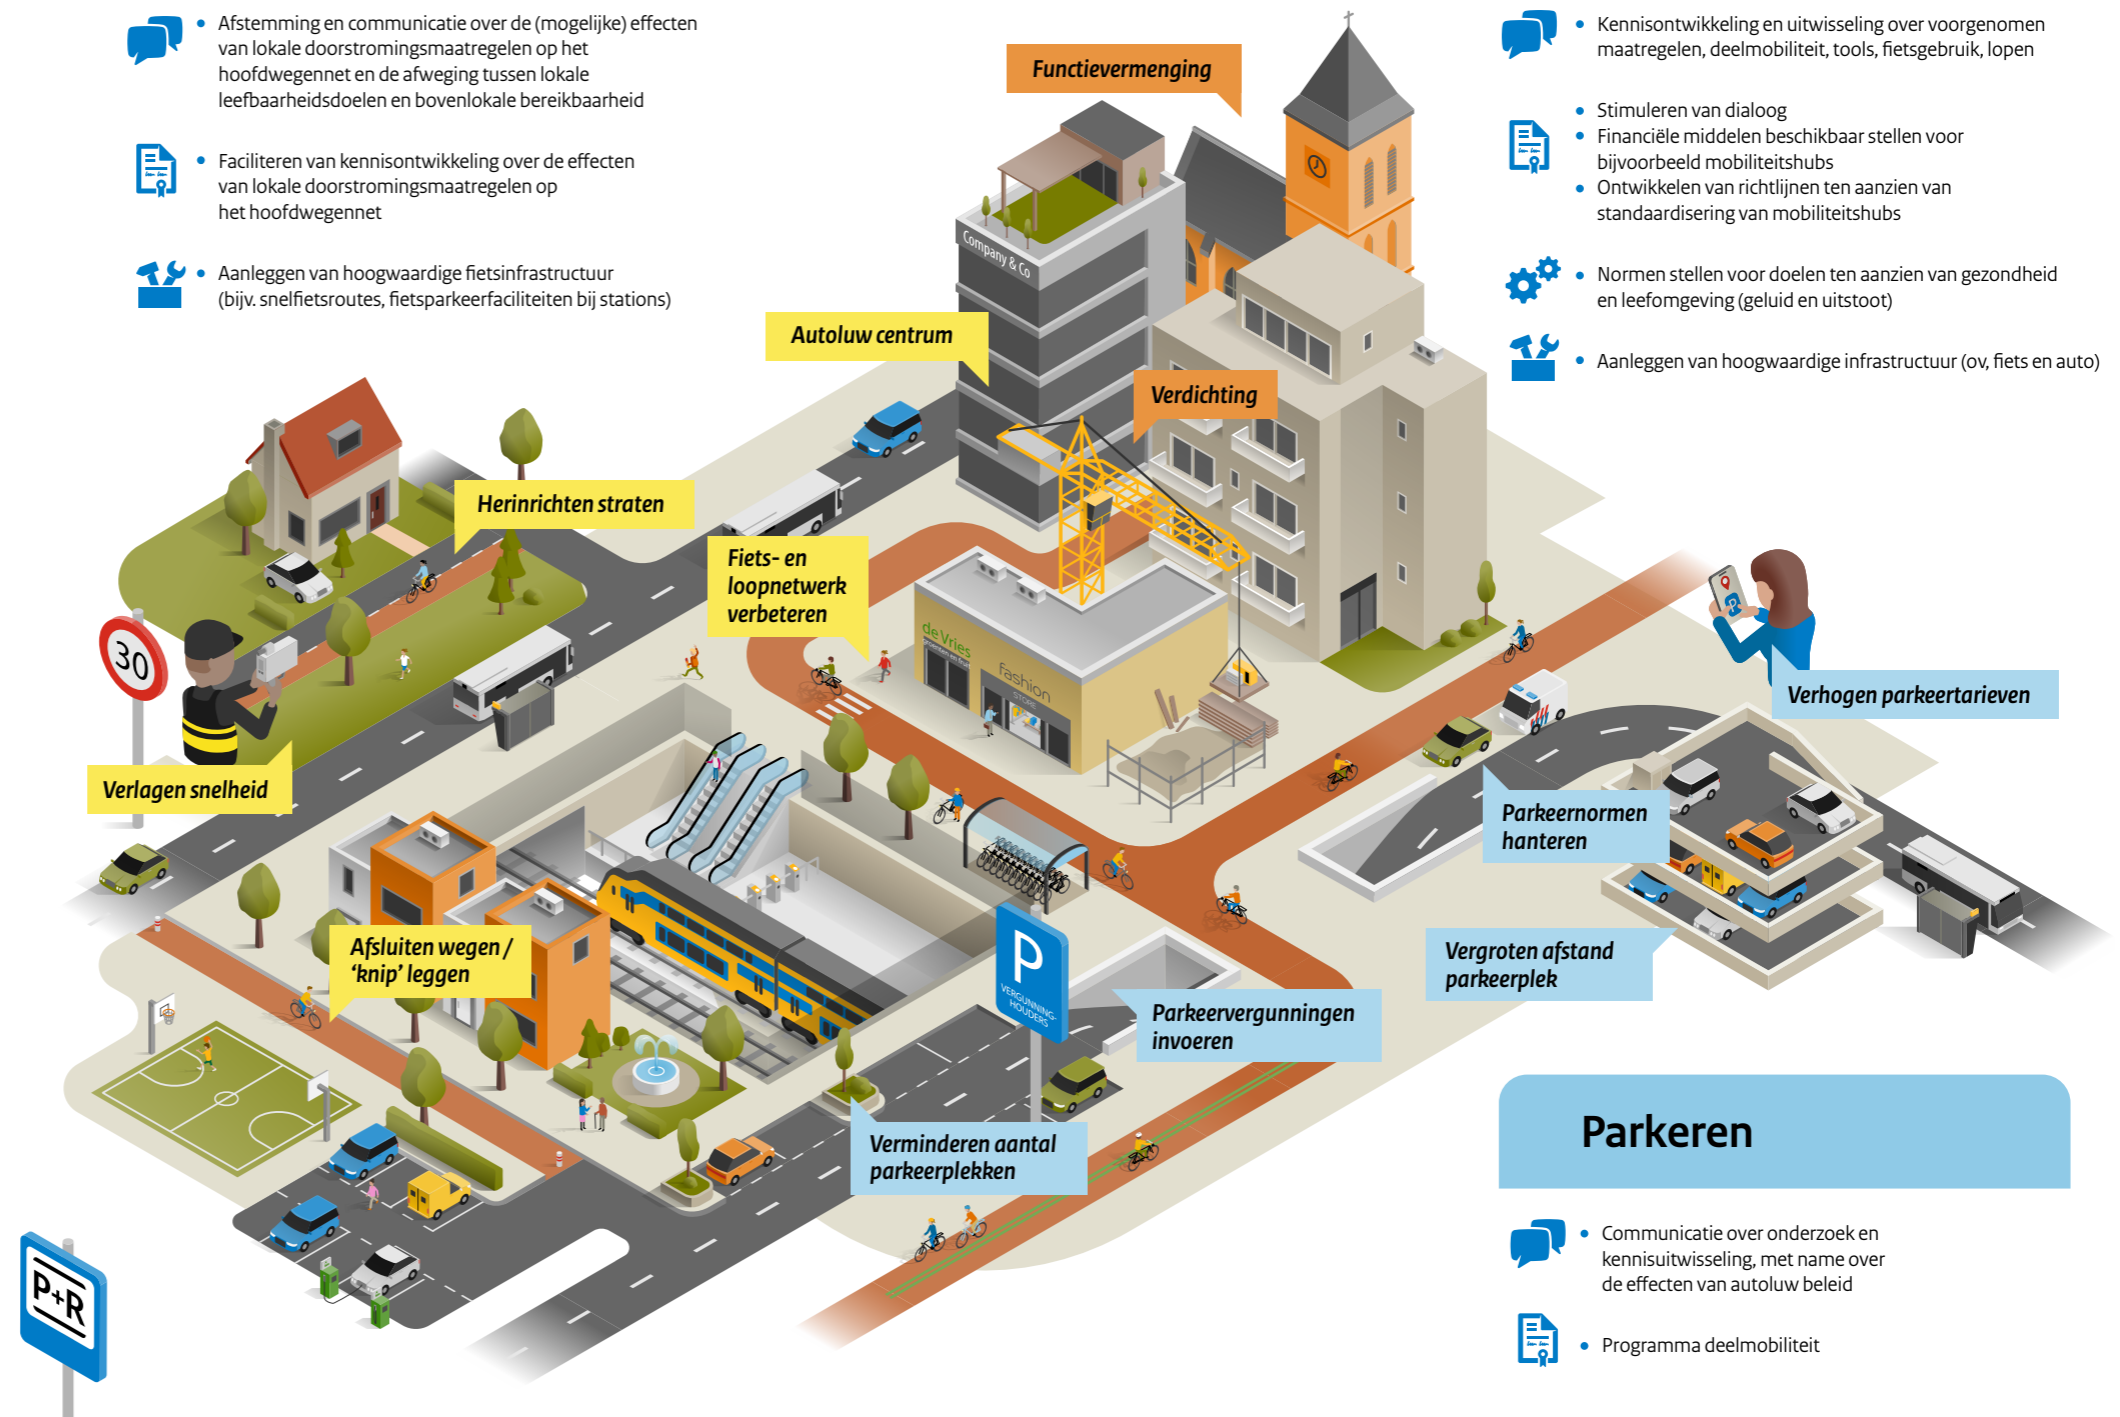 Afstemming en communicatie over de (mogelijke) effecten
van lokale doorstromingsmaatregelen op het
hoofdwegennet en de afweging tussen lokale
leefbaarheidsdoelen en bovenlokale bereikbaarheid
Faciliteren van kennisontwikkeling over de effecten
van lokale doorstromingsmaatregelen op
het hoofdwegennet
Aanleggen van hoogwaardige fietsinfrastructuur
(bijv. snelfietsroutes, fietsparkeerfaciliteiten bij stations)
Kennisontwikkeling en uitwisseling over voorgenomen
maatregelen, deelmobiliteit, tools, fietsgebruik, lopen
Stimuleren van dialoog
Financiële middelen beschikbaar stellen voor
bijvoorbeeld mobiliteitshubs
Ontwikkelen van richtlijnen ten aanzien van
standaardisering van mobiliteitshubs
Normen stellen voor doelen ten aanzien van gezondheid
en leefomgeving (geluid en uitstoot)
Aanleggen van hoogwaardige infrastructuur (ov, fiets en auto)
Functievermenging
Company & Co
Autoluw centrum
Verdichting
Herinrichten straten
Fiets- en
loopnetwerk
verbeteren
de Vries
fashion
STORE
30
Verlagen snelheid
P
Verhogen parkeertarieven
Parkeernormen
hanteren
Vergroten afstand
parkeerplek
Afsluiten wegen /
‘knip’ leggen
P
VERGUNNING-
HOUDERS
Parkeervergunningen
invoeren
Verminderen aantal
parkeerplekken
P+R
Parkeren
Communicatie over onderzoek en
kennisuitwisseling, met name over
de effecten van autoluw beleid
Programma deelmobiliteit